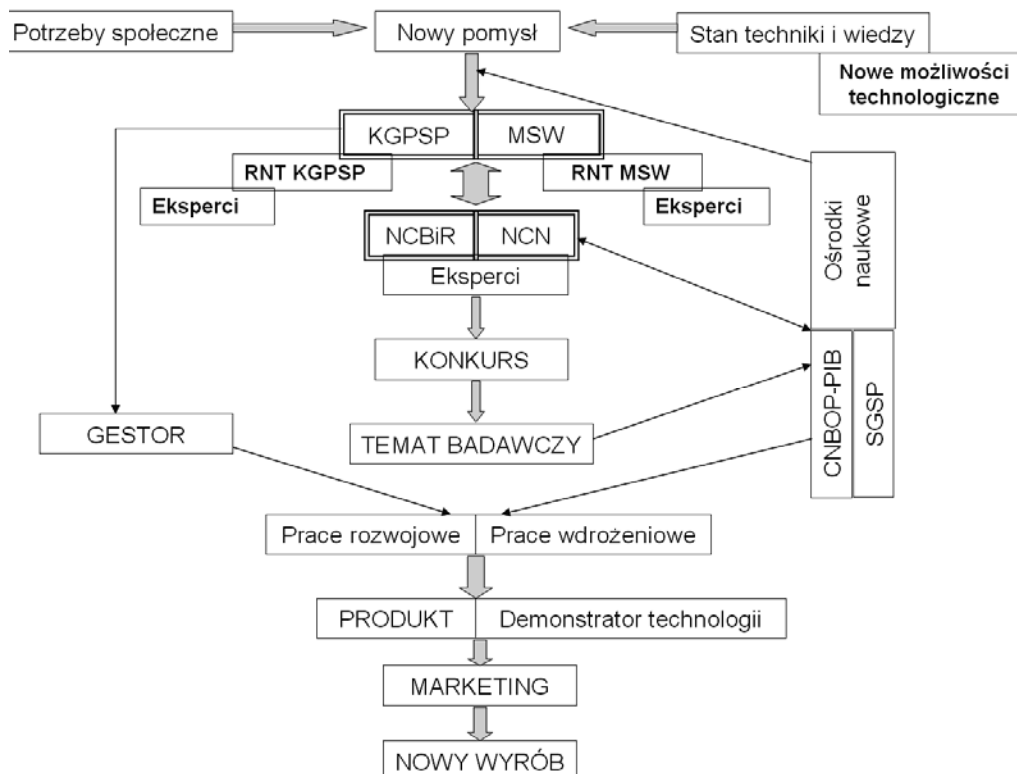 Potrzeby społeczne
Nowy pomysł
Stan techniki i wiedzy
Nowe możliwości
technologiczne
KGPSP
MSW
RNT KGPSP
RNT MSW
Eksperci
Eksperci
NCBiR
NCN
Eksperci
Ośrodki
naukowe
KONKURS
CNBOP-PIB
SGSP
GESTOR
TEMAT BADAWCZY
Prace rozwojowe
Prace wdrożeniowe
PRODUKT
Demonstrator technologii
MARKETING
NOWY WYRÓB